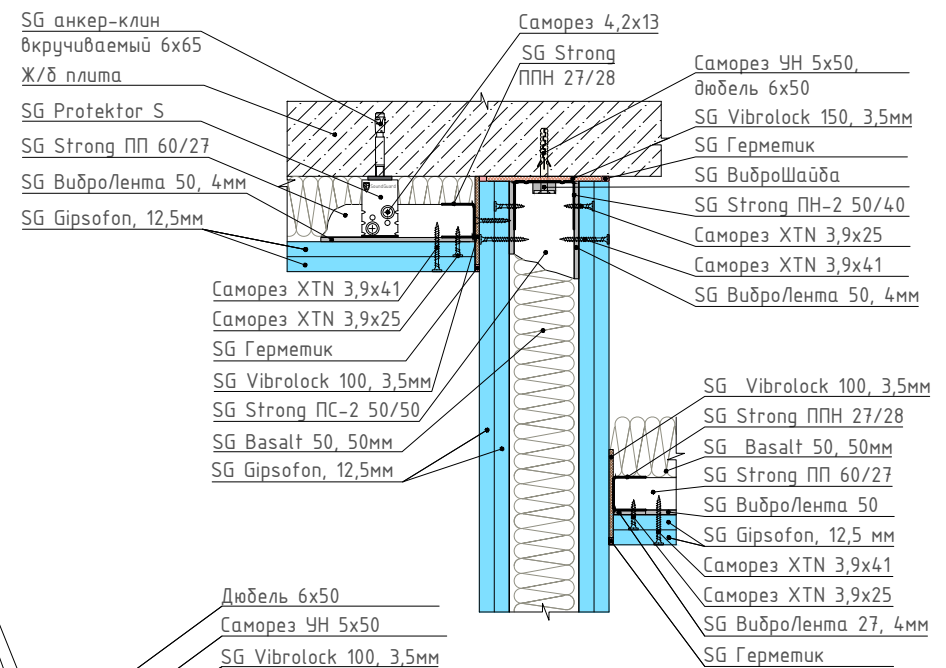 SG анкер-клин
вкручиваемый 6х65
Ж/б плита
SG Protektor S
SG Strong ПП 60/27
SG ВиброЛента 50, 4мм
SG Gipsofon, 12,5мм
Саморез 4,2х13
SG Strong
ППН 27/28
Саморез УН 5х50,
дюбель 6х50
SG Vibrolock 150, 3,5мм
SG Герметик
SG ВиброШайба
SG Strong ПН-2 50/40
Саморез XTN 3,9х25
Саморез XTN 3,9х41
SG ВиброЛента 50, 4мм
SoundGuard
Саморез XTN 3,9х41
Саморез XTN 3,9х25
SG Герметик
SG Vibrolock 100, 3,5мм
SG Strong ПС-2 50/50
SG Basalt 50, 50мм
SG Gipsofon, 12,5мм
SG Vibrolock 100, 3,5мм
SG Strong ППН 27/28
SG Basalt 50, 50мм
SG Strong ПП 60/27
SG ВиброЛента 50
SG Gipsofon, 12,5 мм
Саморез XTN 3,9х41
Саморез XTN 3,9х25
SG ВиброЛента 27, 4мм
SG Герметик
Дюбель 6х50
Саморез УН 5х50
SG Vibrolock 100, 3,5мм